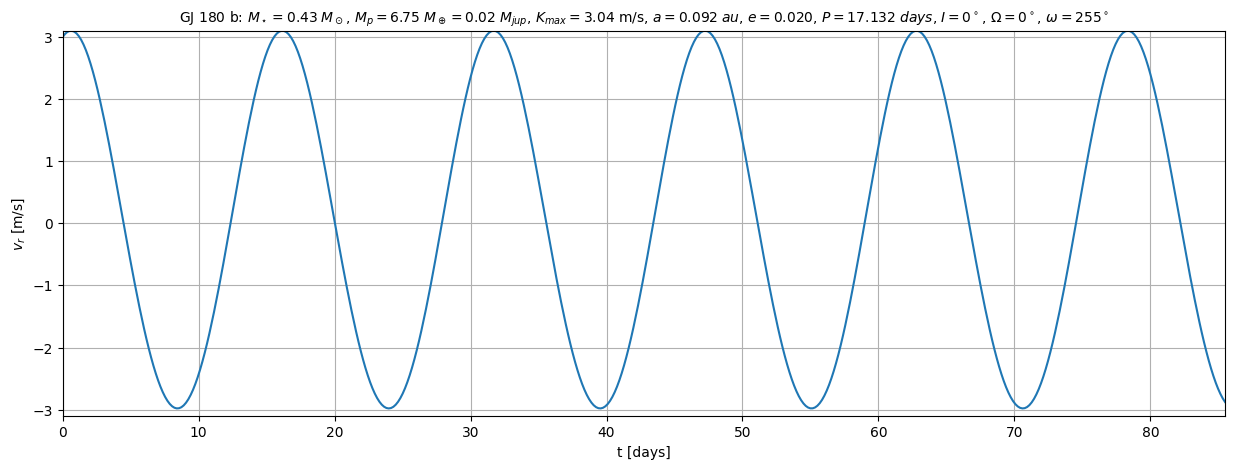 GJ 180 b: M⋆ = 0.43 M⊙, Mp = 6.75 M⊕ = 0.02 Mjup, Kmax = 3.04 m/s, a = 0.092 au, e = 0.020, P = 17.132 days, I = 0°, Ω = 0°, ω = 255°
3
2
1
0
−1
−2
−3
vr [m/s]
0 10 20 30 40 50 60 70 80
t [days]